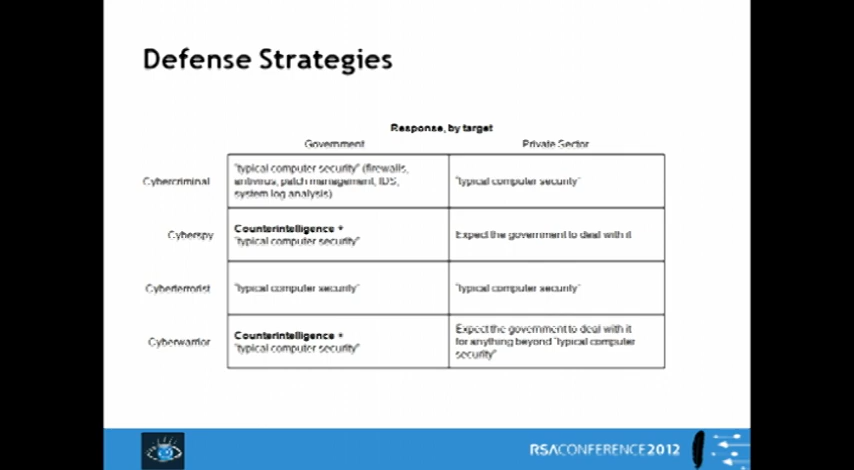 Defense Strategies
Response, by target
Government
Private Sector
Cybercriminal
"typical computer security" (firewalls,
antivirus, patch management, IDS,
system log analysis)
"typical computer security"
Cyberspy
Counterintelligence +
"typical computer security"
Expect the government to deal with it
Cyberterrorist
"typical computer security"
"typical computer security"
Cyberwarrior
Counterintelligence +
"typical computer security"
Expect the government to deal with it
for anything beyond "typical computer
security"
RSACONFERENCE2012